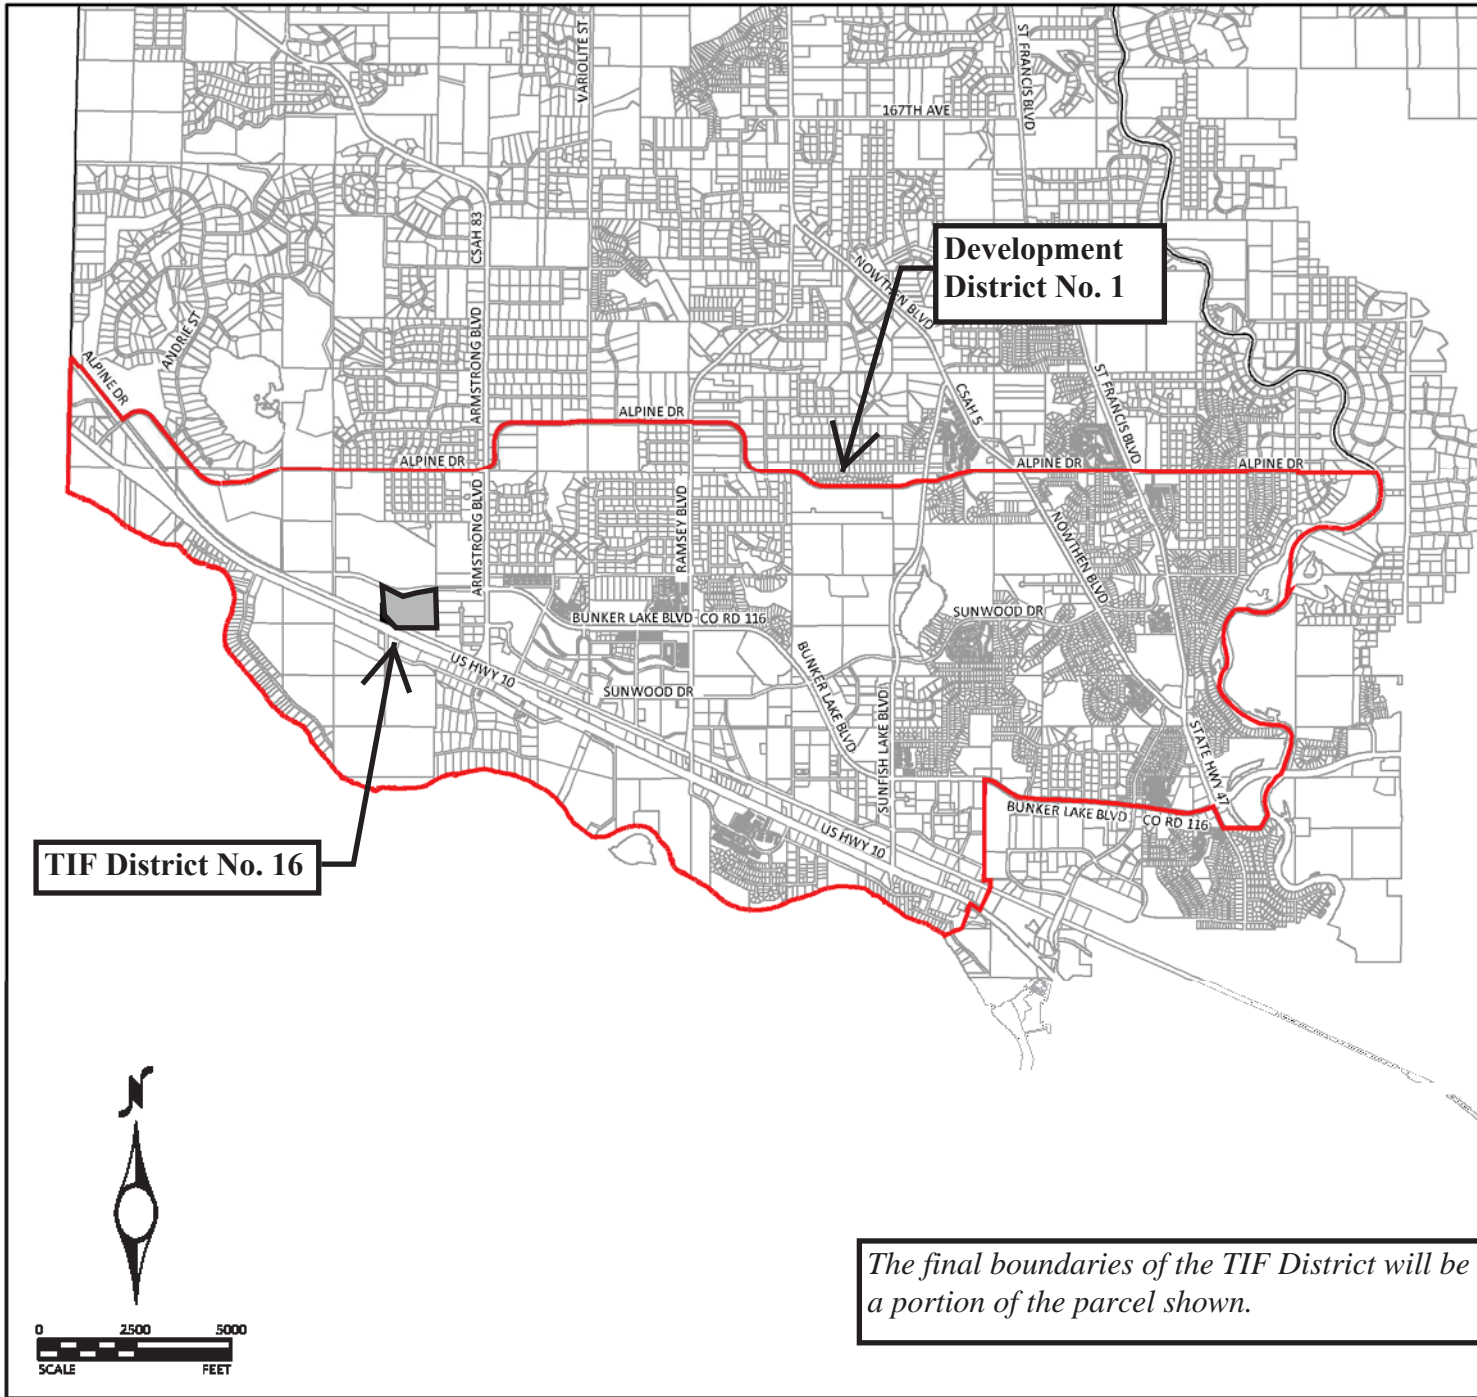 VARIOLITE ST
ST FRANCIS BLVD
167TH AVE
CSAH 83
Development
District No. 1
NOWTHEN BLVD
ANDRIE ST
ARMSTRONG BLVD
ALPINE DR
ST FRANCIS BLVD
CSAH 5
ALPINE DR
ALPINE DR
ALPINE DR
ALPINE DR
ARMSTRONG BLVD
RAMSEY BLVD
NOWTHEN BLVD
BUNKER LAKE BLVD CO RD 116
SUNWOOD DR
US HWY 10
BUNKER LAKE BLVD
SUNWOOD DR
SUNFISH LAKE BLVD
STATE HWY 47
BUNKER LAKE BLVD CO RD 116
US HWY 10
TIF District No. 16
N
The final boundaries of the TIF District will be
a portion of the parcel shown.
0 2500 5000
SCALE FEET